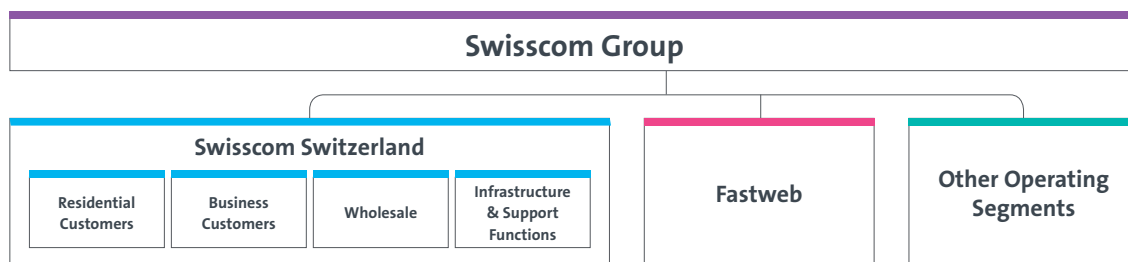 Swisscom Group
Swisscom Switzerland
Residential
Customers
Business
Customers
Wholesale
Infrastructure
& Support
Functions
Fastweb
Other Operating
Segments